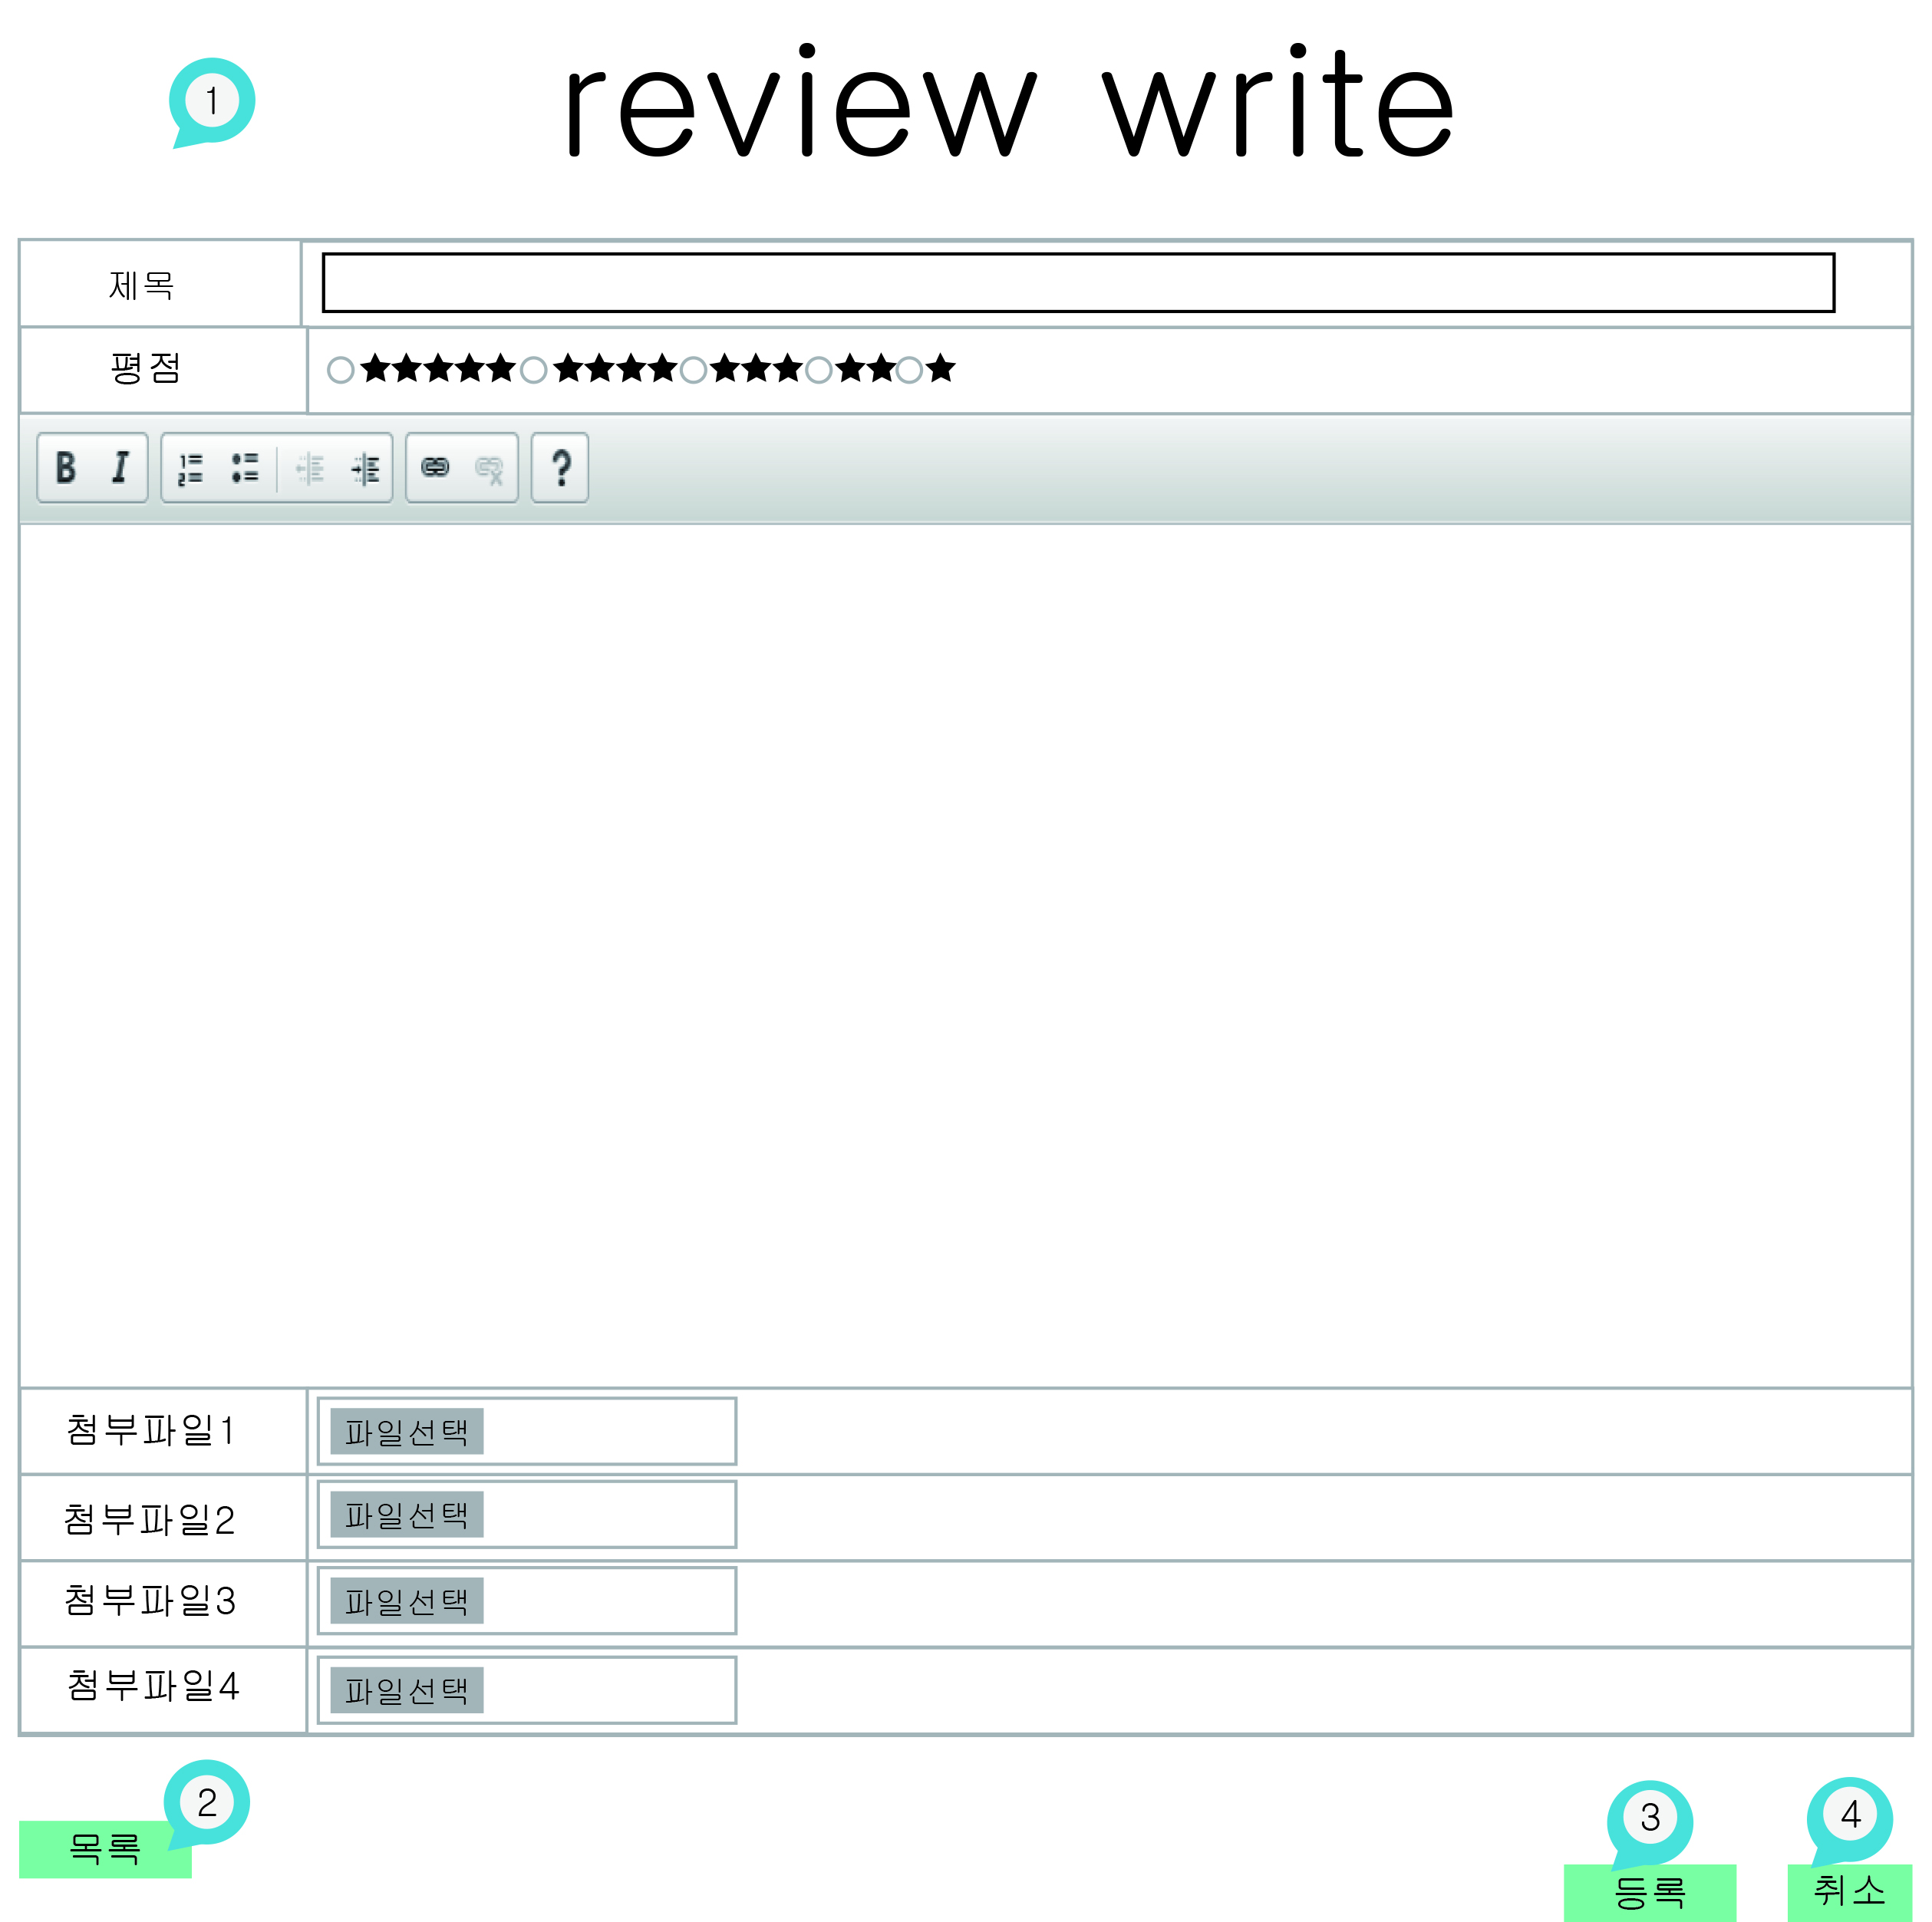 1
review write
제목
평점 ★★★★★ ★★★★ ★★★ ★★ ★
B I ?
첨부파일1 파일선택
첨부파일2 파일선택
첨부파일3 파일선택
첨부파일4 파일선택
2
목록
3
등록
4
취소